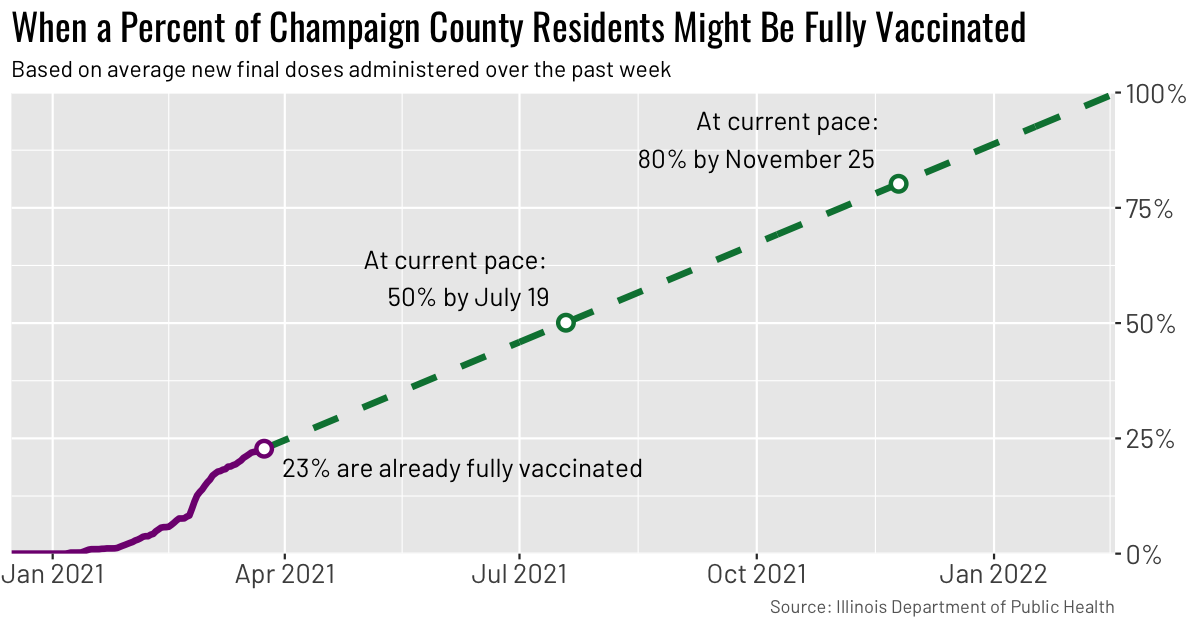 When a Percent of Champaign County Residents Might Be Fully Vaccinated
Based on average new final doses administered over the past week
100%
At current pace:
80% by November 25
75%
At current pace:
50% by July 19
50%
25%
23% are already fully vaccinated
0%
Jan 2021 Apr 2021 Jul 2021 Oct 2021 Jan 2022
Source: Illinois Department of Public Health